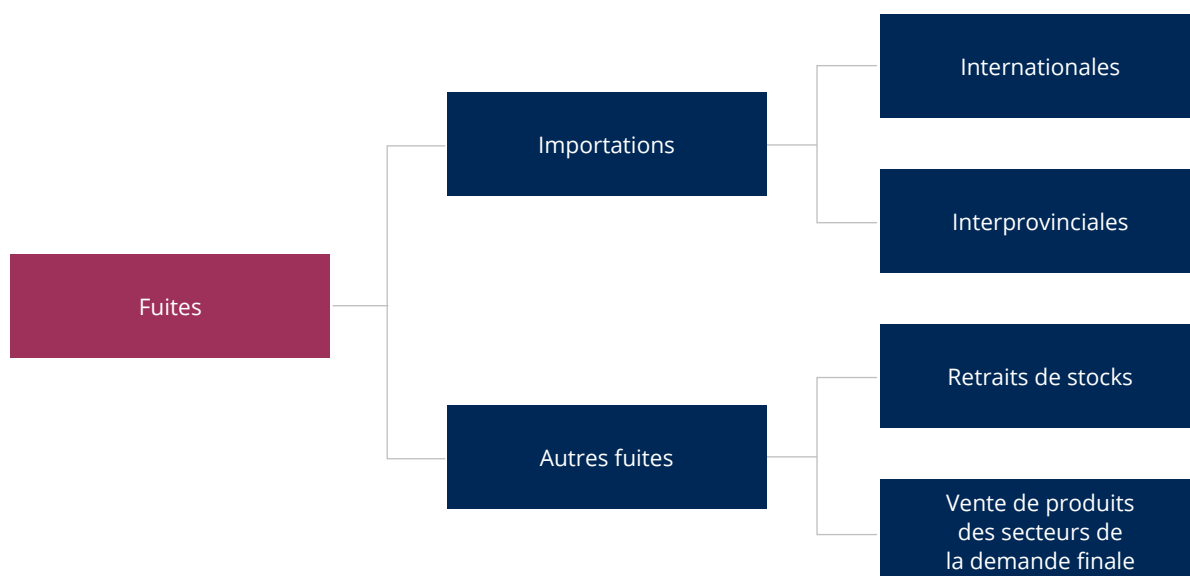 Fuites
Importations
Internationales
Interprovinciales
Autres fuites
Retraits de stocks
Vente de produits
des secteurs de
la demande finale